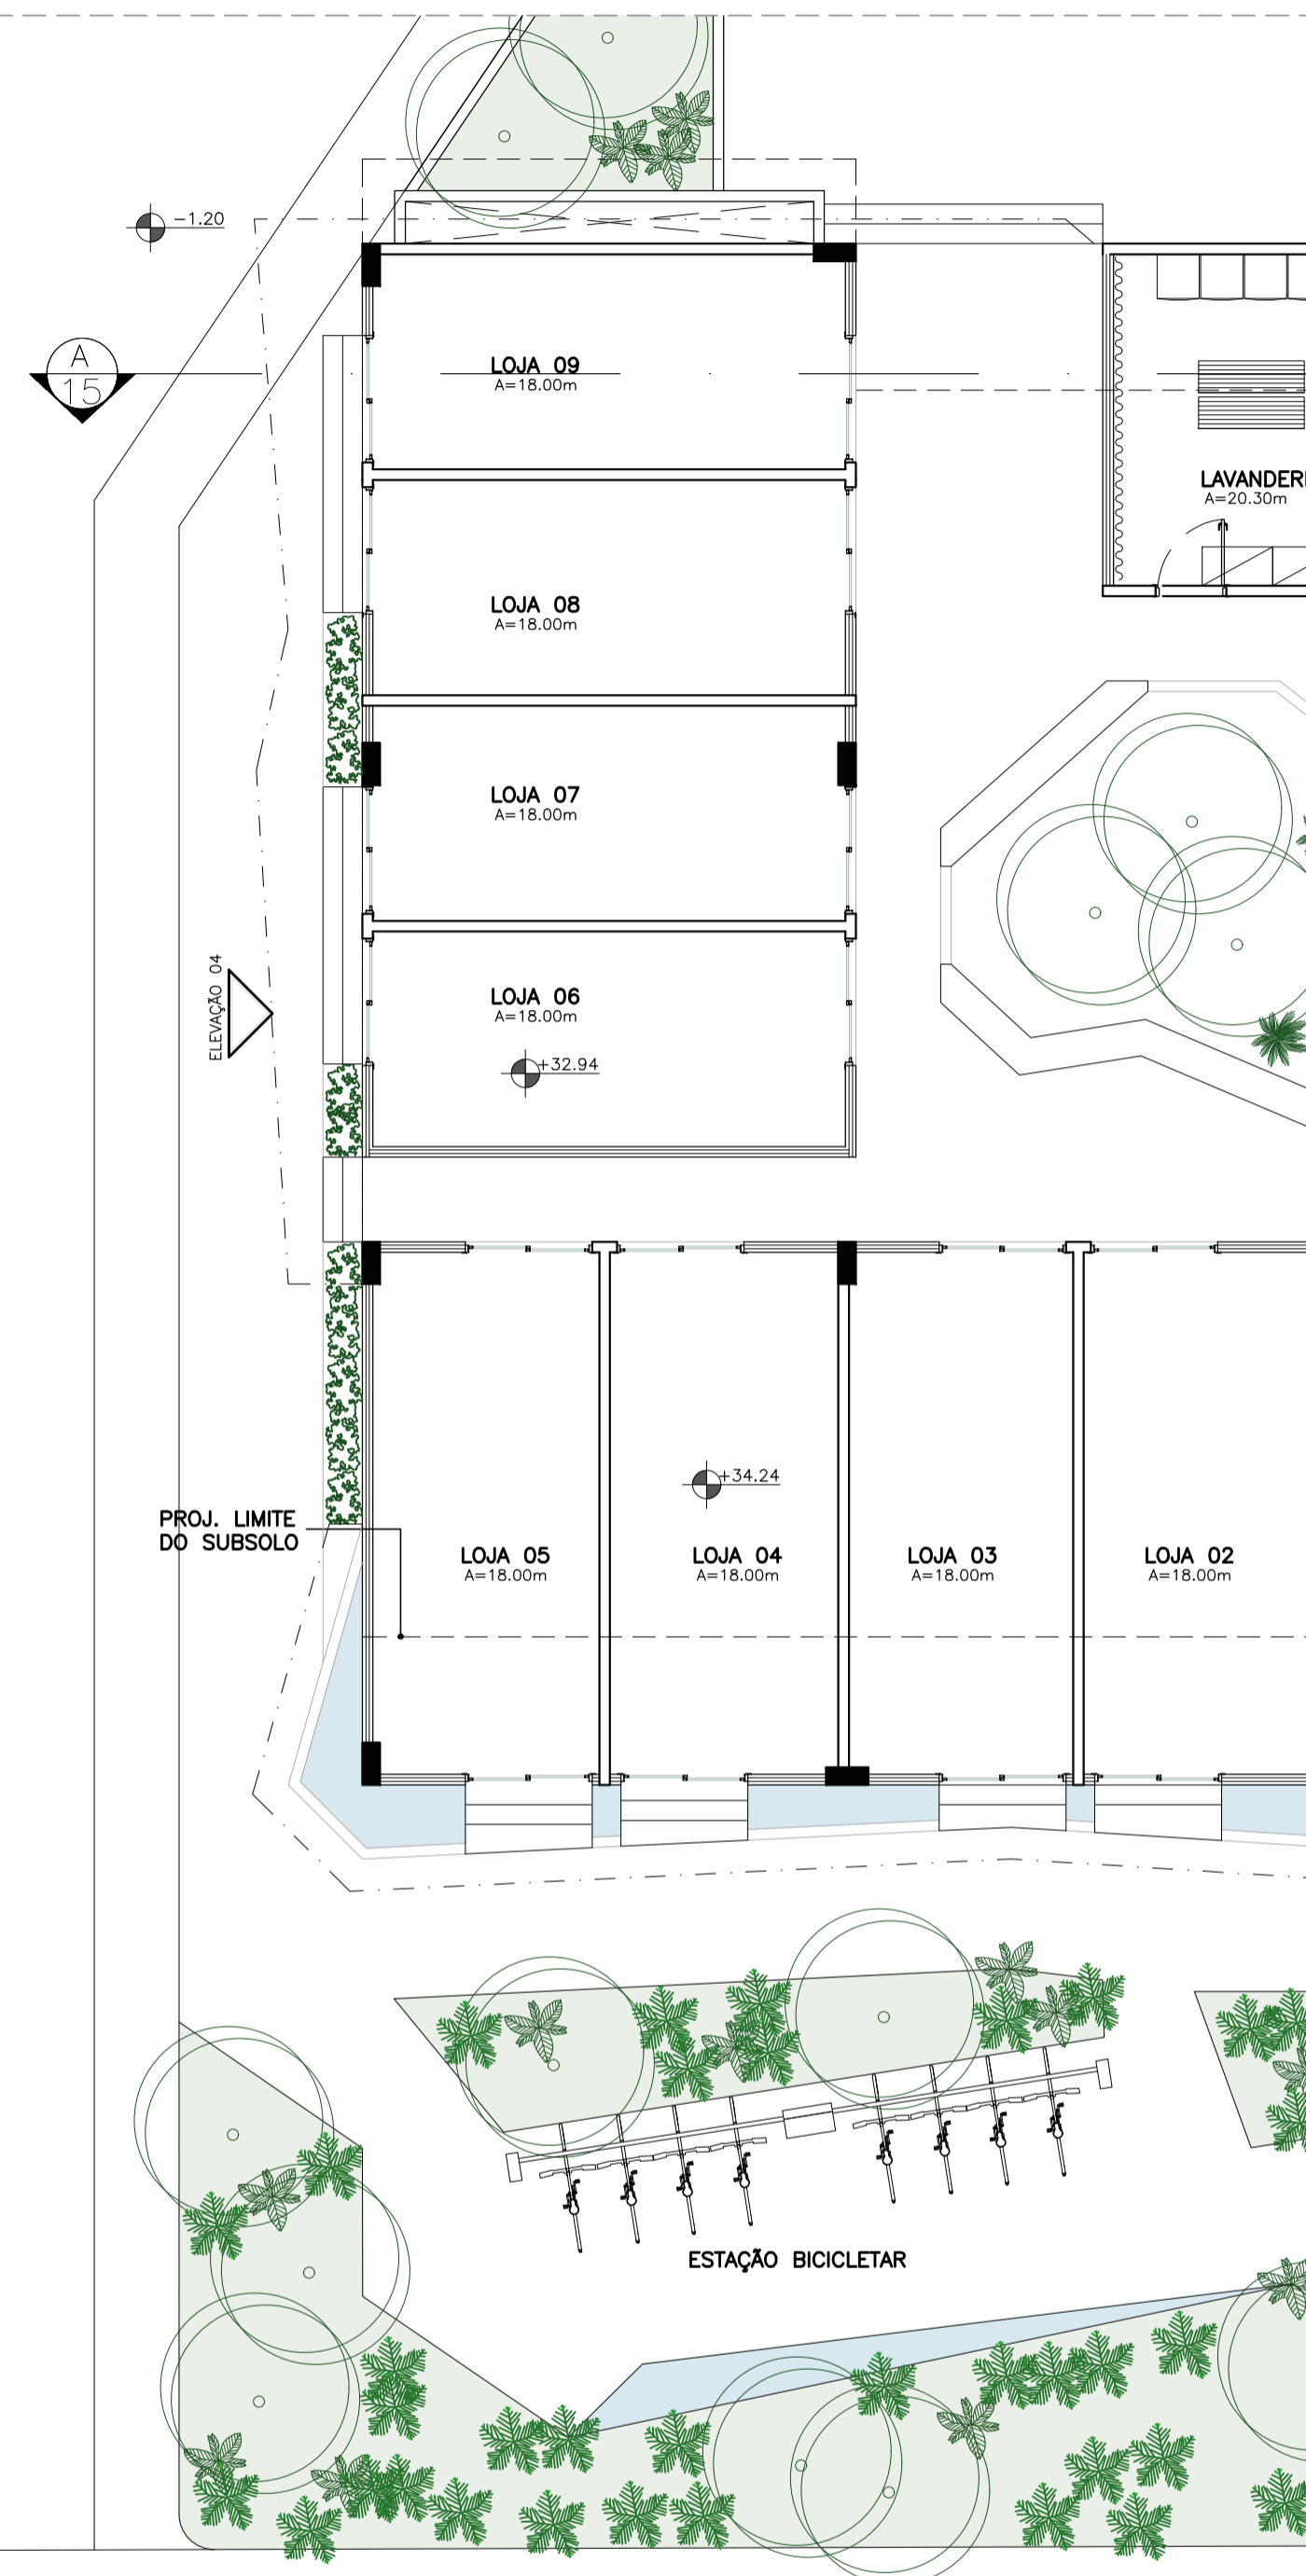 -1.20
A
15
LOJA 09
A=18.00m
LAVANDERI
A=20.30m
LOJA 08
A=18.00m
LOJA 07
A=18.00m
ELEVAÇÃO 04
LOJA 06
A=18.00m
+32.94
+34.24
PROJ. LIMITE
DO SUBSOLO
LOJA 05
A=18.00m
LOJA 04
A=18.00m
LOJA 03
A=18.00m
LOJA 02
A=18.00m
ESTAÇÃO BICICLETAR